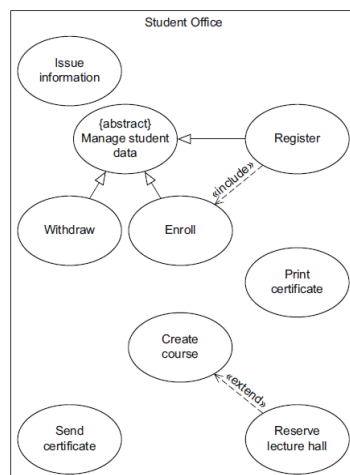 Student Office
Issue
information
{abstract}
Manage student
data
Register
«include»
Withdraw
Enroll
Print
certificate
Create
course
«extend»
Send
certificate
Reserve
lecture hall